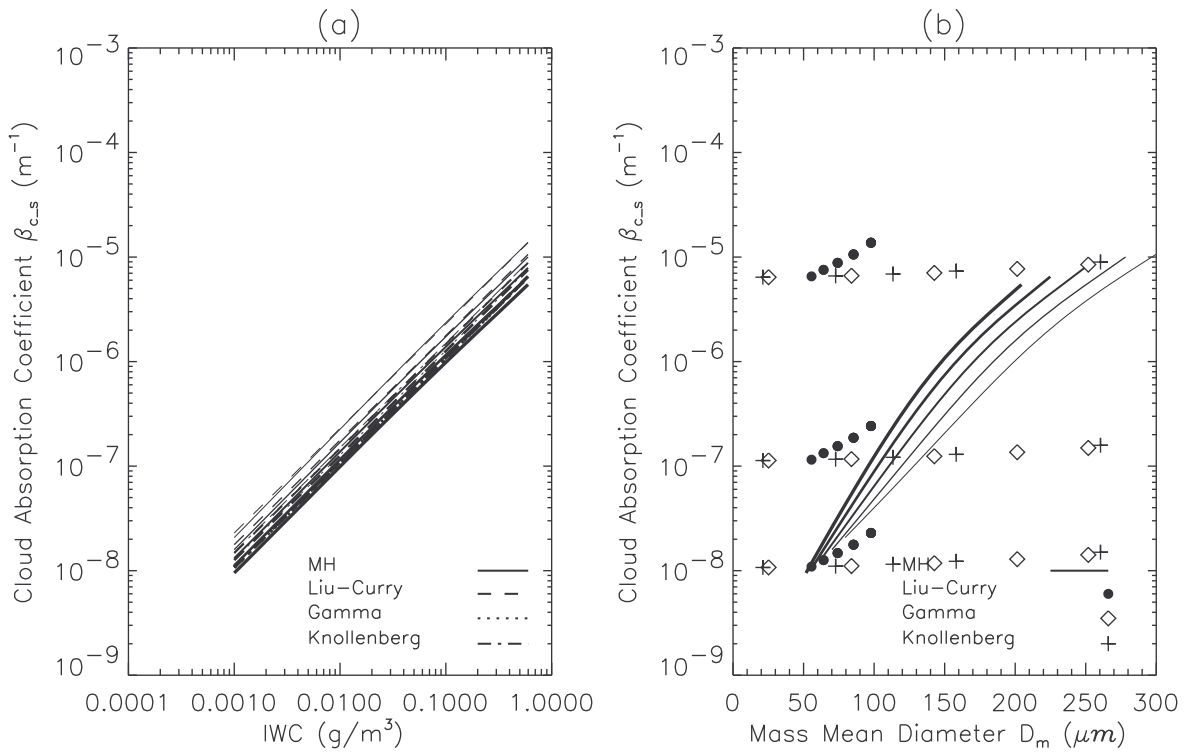 (a)
10⁻³
10⁻⁴
10⁻⁵
10⁻⁶
10⁻⁷
10⁻⁸
10⁻⁹
Cloud Absorption Coefficient β_c_s (m⁻¹)
MH
Liu−Curry
Gamma
Knollenberg
0.0001 0.0010 0.0100 0.1000 1.0000
IWC (g/m³)
(b)
10⁻³
10⁻⁴
10⁻⁵
10⁻⁶
10⁻⁷
10⁻⁸
10⁻⁹
Cloud Absorption Coefficient β_c_s (m⁻¹)
MH
Liu−Curry
Gamma
Knollenberg
0 50 100 150 200 250 300
Mass Mean Diameter D_m (μm)